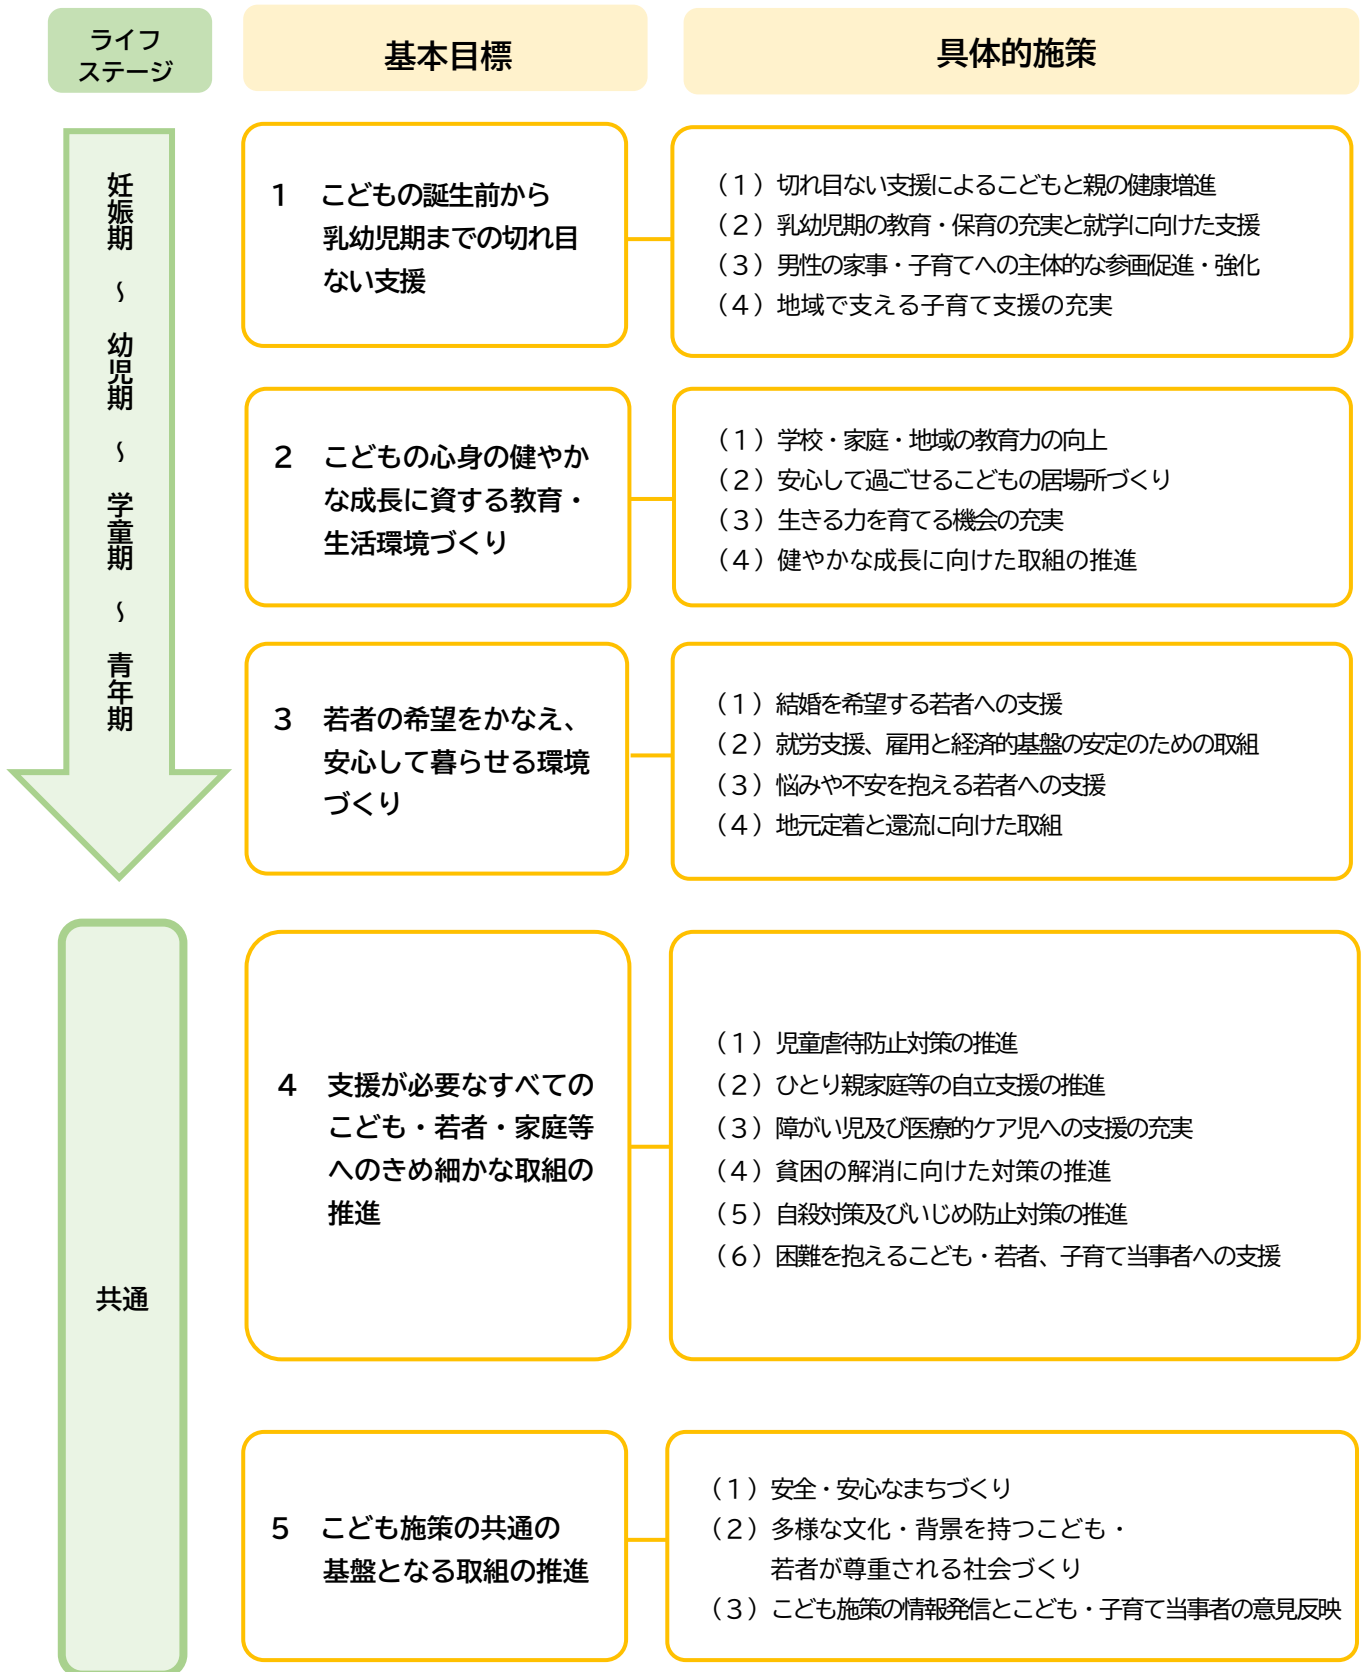 ライフ
ステージ
基本目標
具体的施策
妊娠期 ～ 幼児期 ～ 学童期 ～ 青年期
1 こどもの誕生前から
乳幼児期までの切れ目
ない支援
（1）切れ目ない支援によるこどもと親の健康増進
（2）乳幼児期の教育・保育の充実と就学に向けた支援
（3）男性の家事・子育てへの主体的な参画促進・強化
（4）地域で支える子育て支援の充実
2 こどもの心身の健やか
な成長に資する教育・
生活環境づくり
（1）学校・家庭・地域の教育力の向上
（2）安心して過ごせるこどもの居場所づくり
（3）生きる力を育てる機会の充実
（4）健やかな成長に向けた取組の推進
3 若者の希望をかなえ、
安心して暮らせる環境
づくり
（1）結婚を希望する若者への支援
（2）就労支援、雇用と経済的基盤の安定のための取組
（3）悩みや不安を抱える若者への支援
（4）地元定着と還流に向けた取組
共通
4 支援が必要なすべての
こども・若者・家庭等
へのきめ細かな取組の
推進
（1）児童虐待防止対策の推進
（2）ひとり親家庭等の自立支援の推進
（3）障がい児及び医療的ケア児への支援の充実
（4）貧困の解消に向けた対策の推進
（5）自殺対策及びいじめ防止対策の推進
（6）困難を抱えるこども・若者、子育て当事者への支援
5 こども施策の共通の
基盤となる取組の推進
（1）安全・安心なまちづくり
（2）多様な文化・背景を持つこども・
若者が尊重される社会づくり
（3）こども施策の情報発信とこども・子育て当事者の意見反映